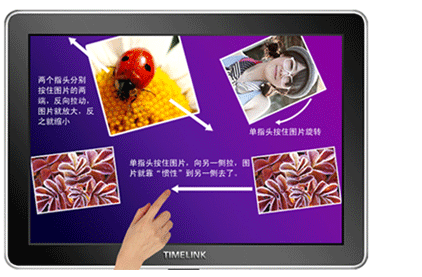 两个指头分别
按住图片的两
端，反向拉动，
图片就放大，反
之就缩小
单指头按住图片旋转
单指头按住图片，向另一侧拉，图
片就靠“惯性”到另一侧去了。
TIMELINK